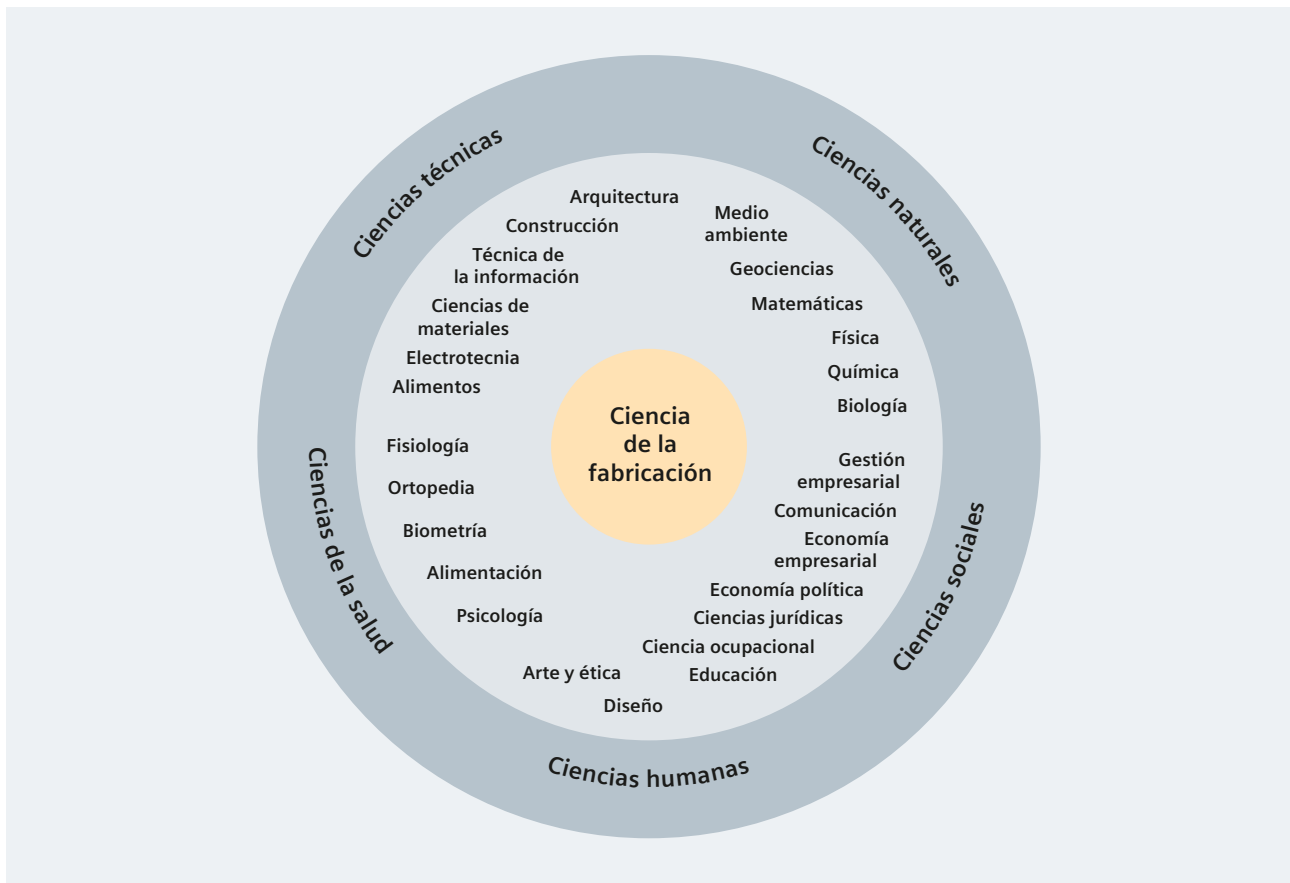 Ciencias técnicas
Ciencias naturales
Arquitectura
Construcción
Técnica de
la información
Ciencias de
materiales
Electrotecnia
Alimentos
Medio
ambiente
Geociencias
Matemáticas
Física
Química
Biología
Ciencia
de la
fabricación
Fisiología
Ortopedia
Biometría
Alimentación
Psicología
Gestión
empresarial
Comunicación
Economía
empresarial
Economía política
Ciencias jurídicas
Ciencia ocupacional
Educación
Arte y ética
Diseño
Ciencias de la salud
Ciencias sociales
Ciencias humanas